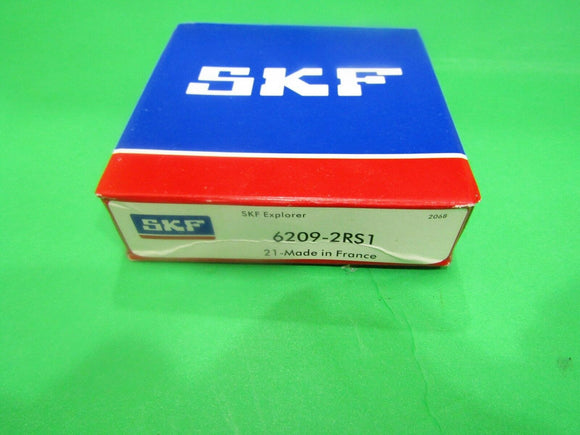 SKF
SKF
SKF Explorer
2068
6209-2RS1
21-Made in France